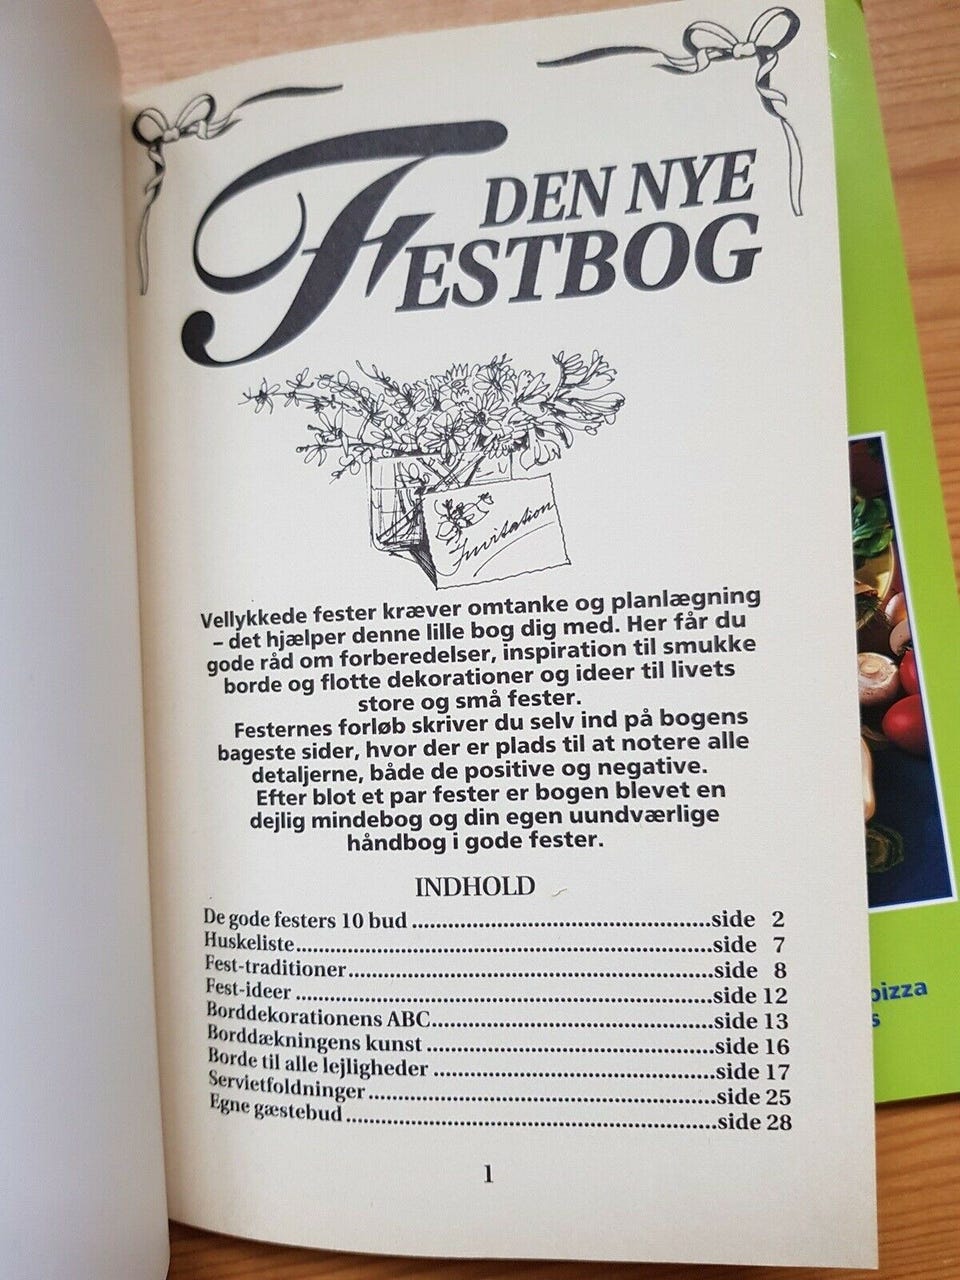 DEN NYE
FESTBOG
Invitation
Vellykkede fester kræver omtanke og planlægning
– det hjælper denne lille bog dig med. Her får du
gode råd om forberedelser, inspiration til smukke
borde og flotte dekorationer og ideer til livets
store og små fester.
Festernes forløb skriver du selv ind på bogens
bageste sider, hvor der er plads til at notere alle
detaljerne, både de positive og negative.
Efter blot et par fester er bogen blevet en
dejlig mindebog og din egen uundværlige
håndbog i gode fester.
INDHOLD
De gode festers 10 bud ........................................side 2
Huskeliste........................................................side 7
Fest-traditioner.................................................side 8
Fest-ideer ........................................................side 12
Borddekorationens ABC......................................side 13
Borddækningens kunst .......................................side 16
Borde til alle lejligheder ......................................side 17
Servietfoldninger...............................................side 25
Egne gæstebud ..................................................side 28
1
pizza
s